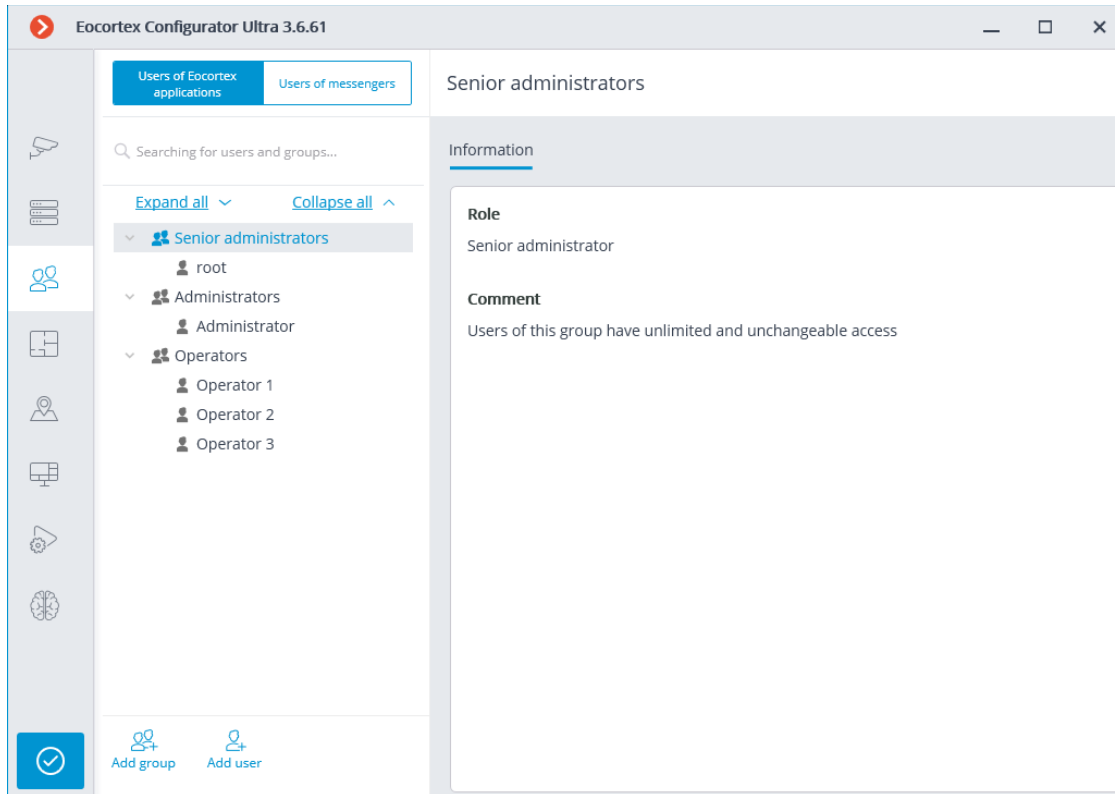 Eocortex Configurator Ultra 3.6.61
Users of Eocortex
applications
Users of messengers
Senior administrators
Searching for users and groups...
Information
Expand all
Collapse all
Role
Senior administrators
Senior administrator
root
Administrators
Comment
Administrator
Users of this group have unlimited and unchangeable access
Operators
Operator 1
Operator 2
Operator 3
Add group
Add user